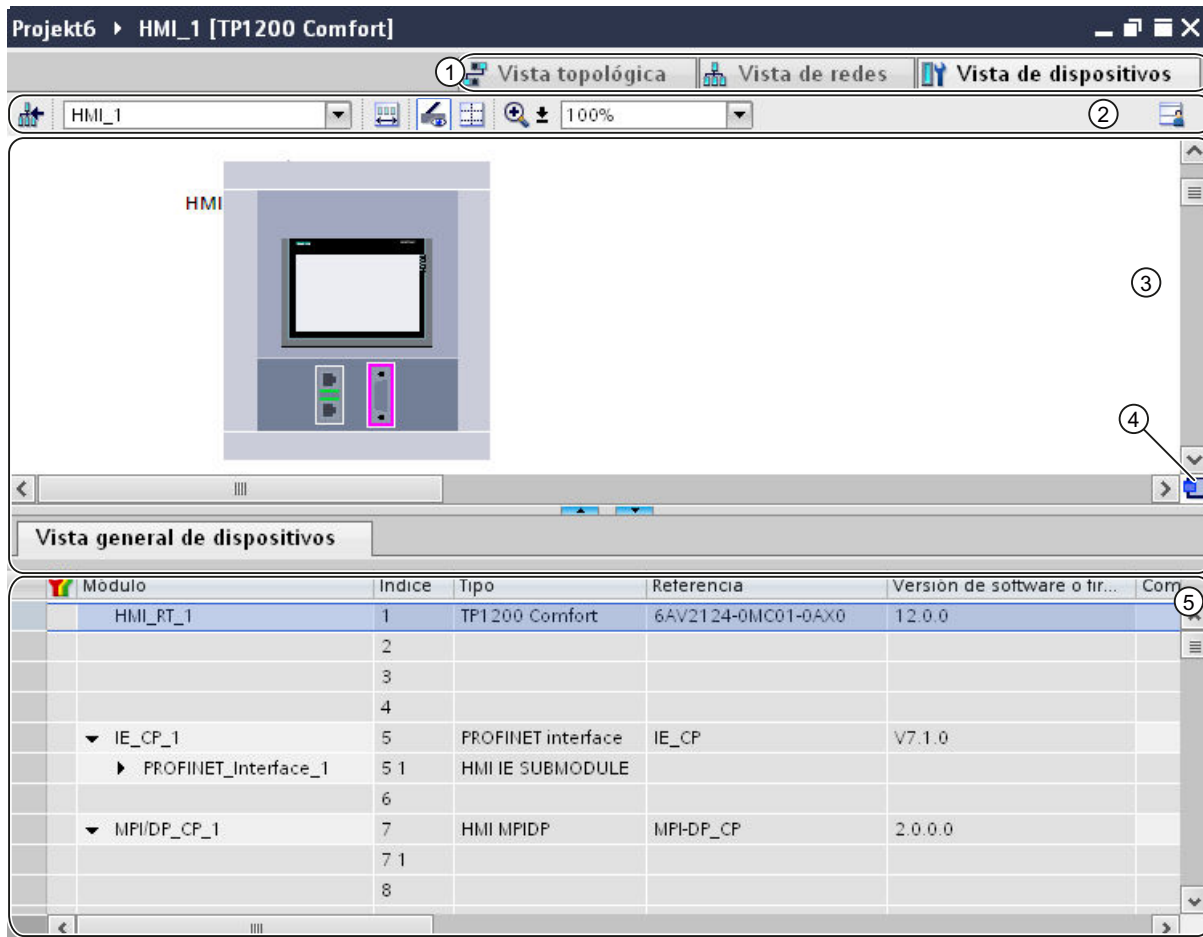 Projekt6 ▸ HMI_1 [TP1200 Comfort]
1 Vista topológica Vista de redes Vista de dispositivos
HMI_1 100% 2
HMI
3
4
Vista general de dispositivos
Módulo Indice Tipo Referencia Versión de software o fir... Com
5
HMI_RT_1 1 TP1200 Comfort 6AV2124-0MC01-0AX0 12.0.0
2
3
4
IE_CP_1 5 PROFINET interface IE_CP V7.1.0
PROFINET_Interface_1 5 1 HMI IE SUBMODULE
6
MPI/DP_CP_1 7 HMI MPIDP MPI-DP_CP 2.0.0.0
7 1
8